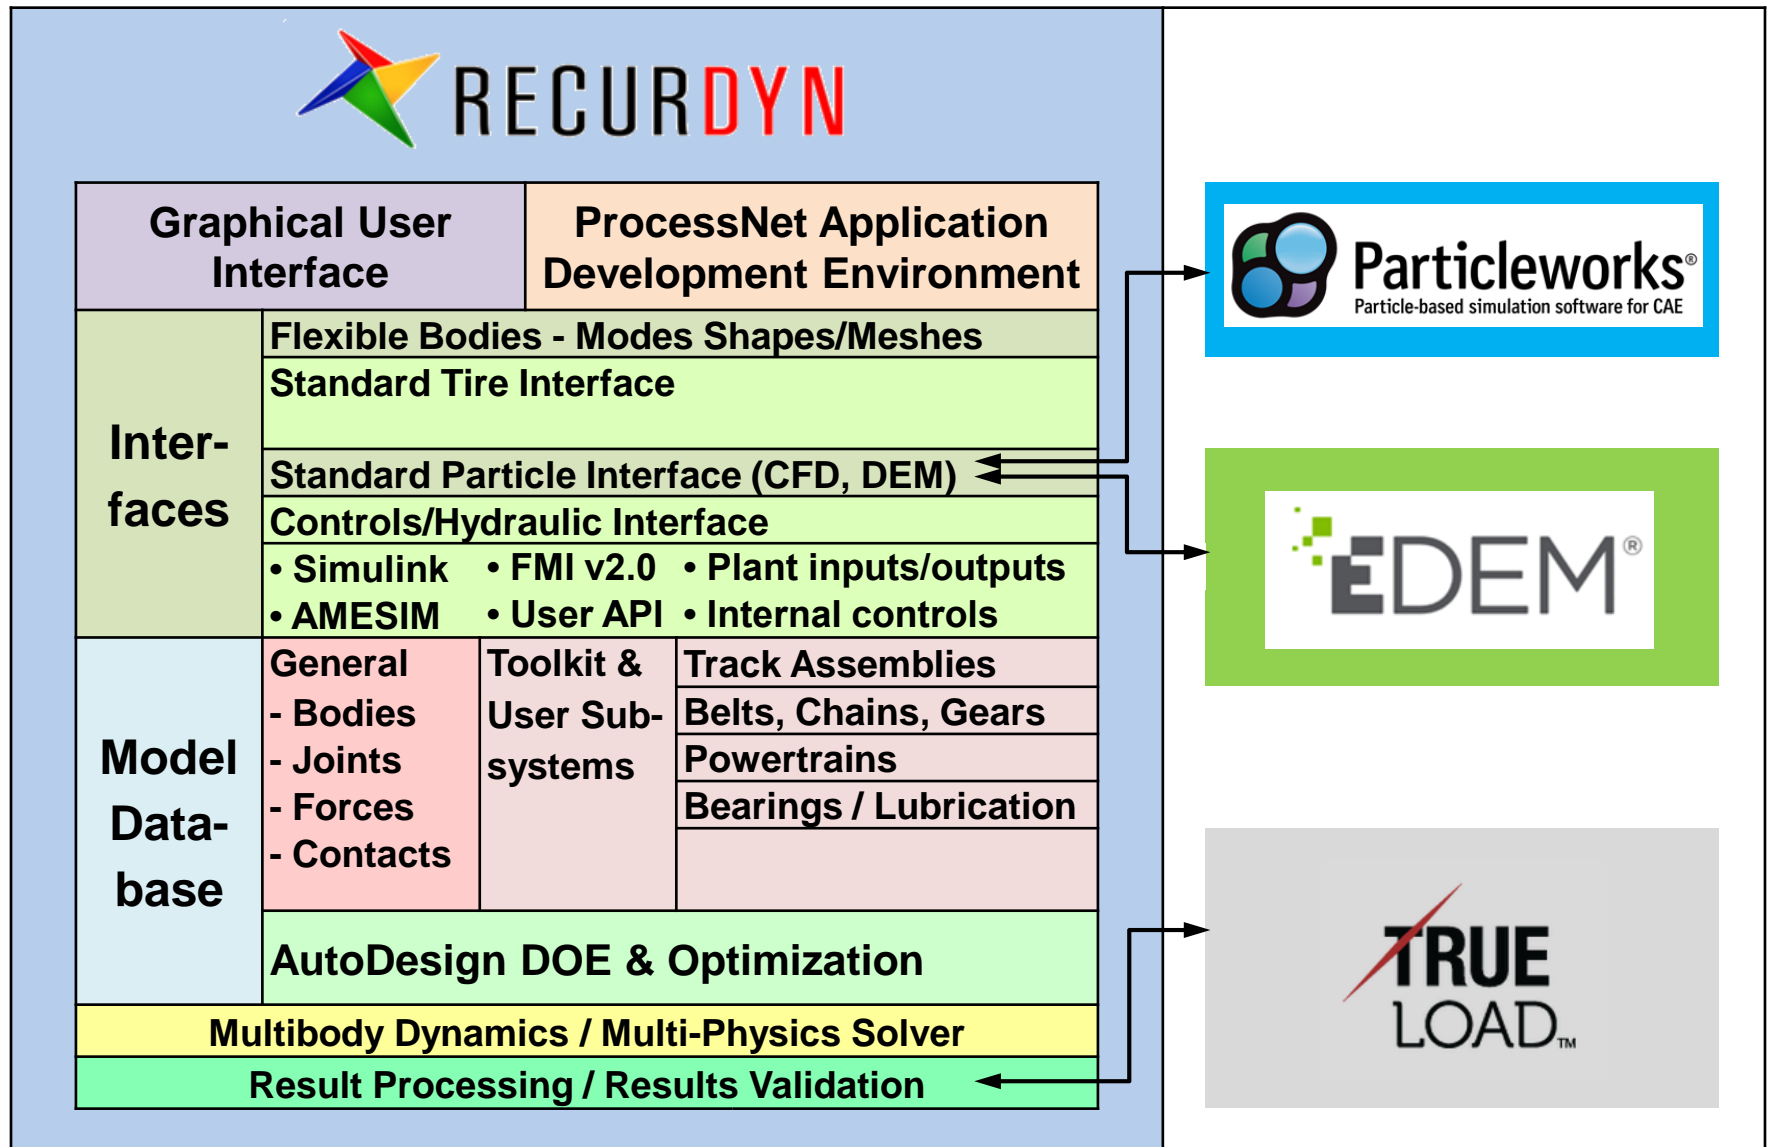 RECURDYN
Graphical User
Interface
ProcessNet Application
Development Environment
Inter-
faces
Flexible Bodies - Modes Shapes/Meshes
Standard Tire Interface
Standard Particle Interface (CFD, DEM)
Controls/Hydraulic Interface
• Simulink • FMI v2.0 • Plant inputs/outputs
• AMESIM • User API • Internal controls
Model
Data-
base
General
- Bodies
- Joints
- Forces
- Contacts
Toolkit &
User Sub-
systems
Track Assemblies
Belts, Chains, Gears
Powertrains
Bearings / Lubrication
AutoDesign DOE & Optimization
Multibody Dynamics / Multi-Physics Solver
Result Processing / Results Validation
Particleworks®
Particle-based simulation software for CAE
EDEM®
TRUE
LOAD™